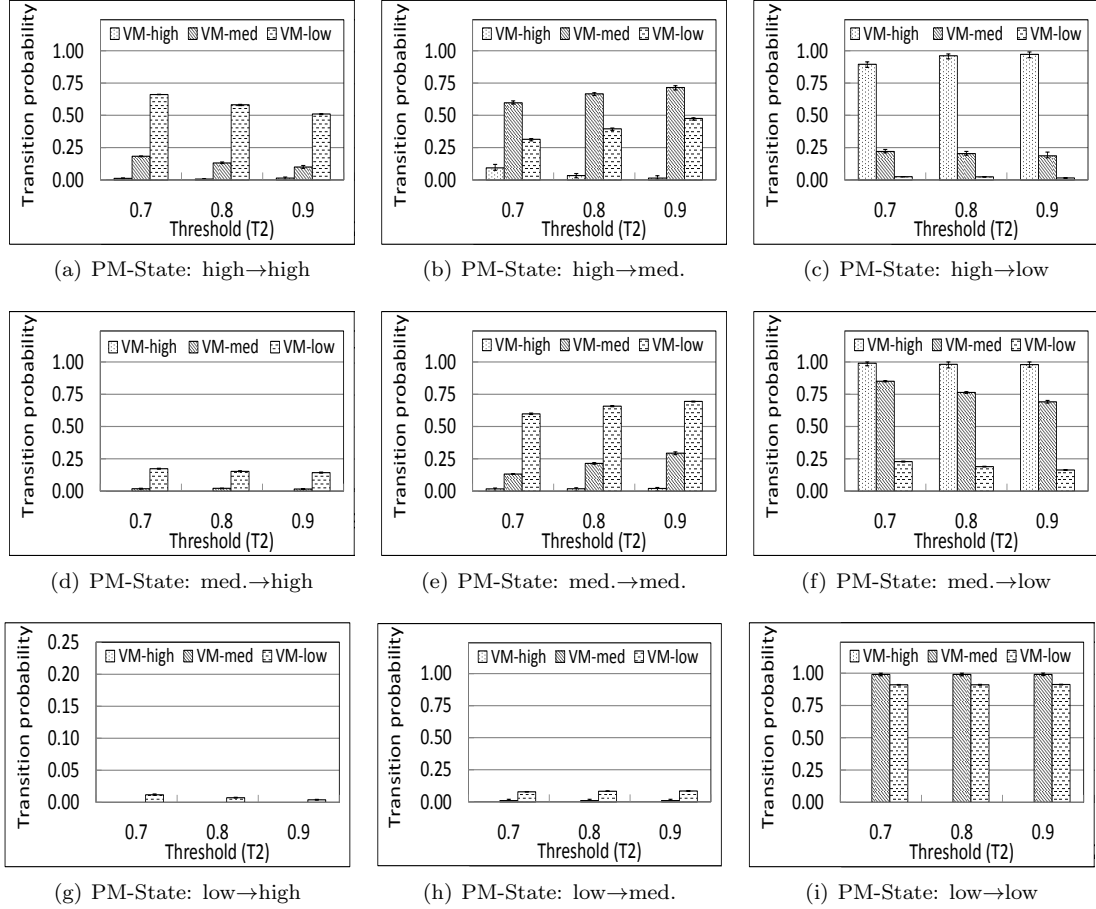 Transition probability
VM-high VM-med VM-low
1.00
0.75
0.50
0.25
0.00
0.7 0.8 0.9
Threshold (T2)
(a) PM-State: high→high
Transition probability
VM-high VM-med VM-low
1.00
0.75
0.50
0.25
0.00
0.7 0.8 0.9
Threshold (T2)
(b) PM-State: high→med.
Transition probability
VM-high VM-med VM-low
1.00
0.75
0.50
0.25
0.00
0.7 0.8 0.9
Threshold (T2)
(c) PM-State: high→low
Transition probability
VM-high VM-med VM-low
1.00
0.75
0.50
0.25
0.00
0.7 0.8 0.9
Threshold (T2)
(d) PM-State: med.→high
Transition probability
VM-high VM-med VM-low
1.00
0.75
0.50
0.25
0.00
0.7 0.8 0.9
Threshold (T2)
(e) PM-State: med.→med.
Transition probability
VM-high VM-med VM-low
1.00
0.75
0.50
0.25
0.00
0.7 0.8 0.9
Threshold (T2)
(f) PM-State: med.→low
Transition probability
0.25
VM-high VM-med VM-low
0.20
0.15
0.10
0.05
0.00
0.7 0.8 0.9
Threshold (T2)
(g) PM-State: low→high
Transition probability
VM-high VM-med VM-low
1.00
0.75
0.50
0.25
0.00
0.7 0.8 0.9
Threshold (T2)
(h) PM-State: low→med.
Transition probability
VM-high VM-med VM-low
1.00
0.75
0.50
0.25
0.00
0.7 0.8 0.9
Threshold (T2)
(i) PM-State: low→low